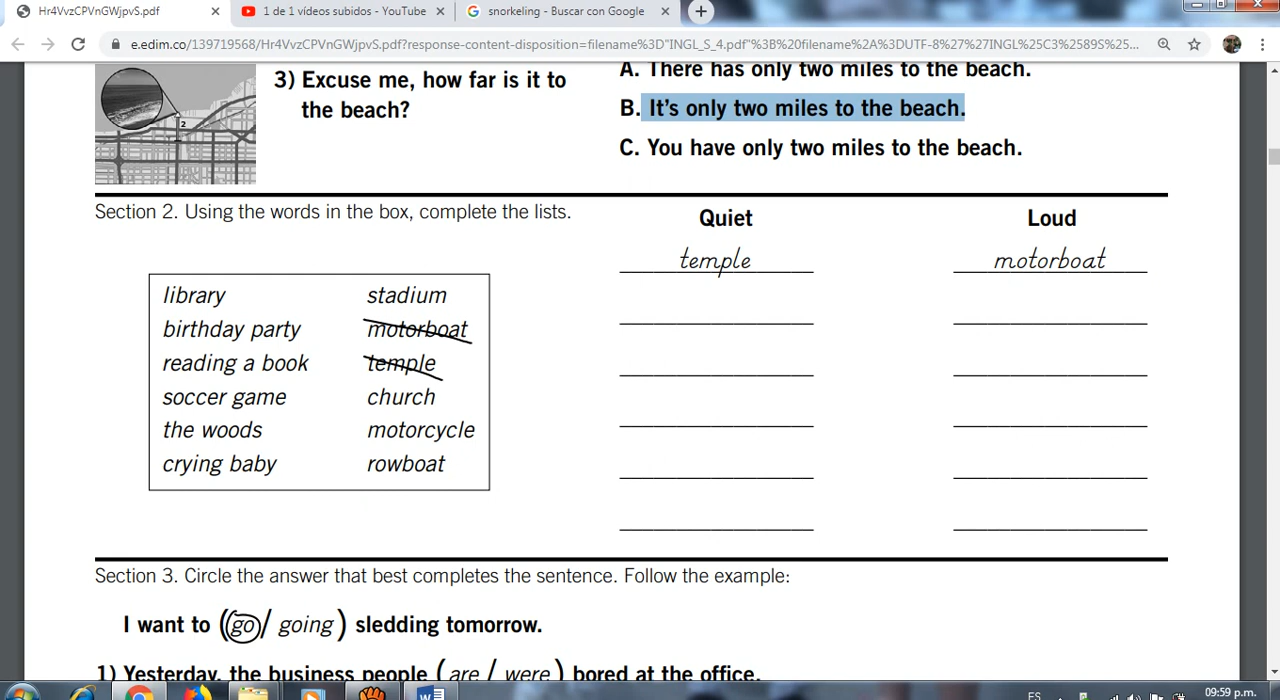 Hr4VvzCPVnGWjpvS.pdf
1 de 1 vídeos subidos - YouTube
snorkeling - Buscar con Google
e.edim.co/139719568/Hr4VvzCPVnGWjpvS.pdf?response-content-disposition=filename%3D"INGL_S_4.pdf"%3B%20filename%2A%3DUTF-8%27%27INGL%25C3%2589S%25...
3) Excuse me, how far is it to
the beach?
2
A. There has only two miles to the beach.
B. It's only two miles to the beach.
C. You have only two miles to the beach.
Section 2. Using the words in the box, complete the lists.
Quiet
Loud
temple
motorboat
library
stadium
birthday party
motorboat
reading a book
temple
soccer game
church
the woods
motorcycle
crying baby
rowboat
Section 3. Circle the answer that best completes the sentence. Follow the example:
I want to (go / going) sledding tomorrow.
1) Yesterday, the business people (are / were) bored at the office.
ES
09:59 p.m.